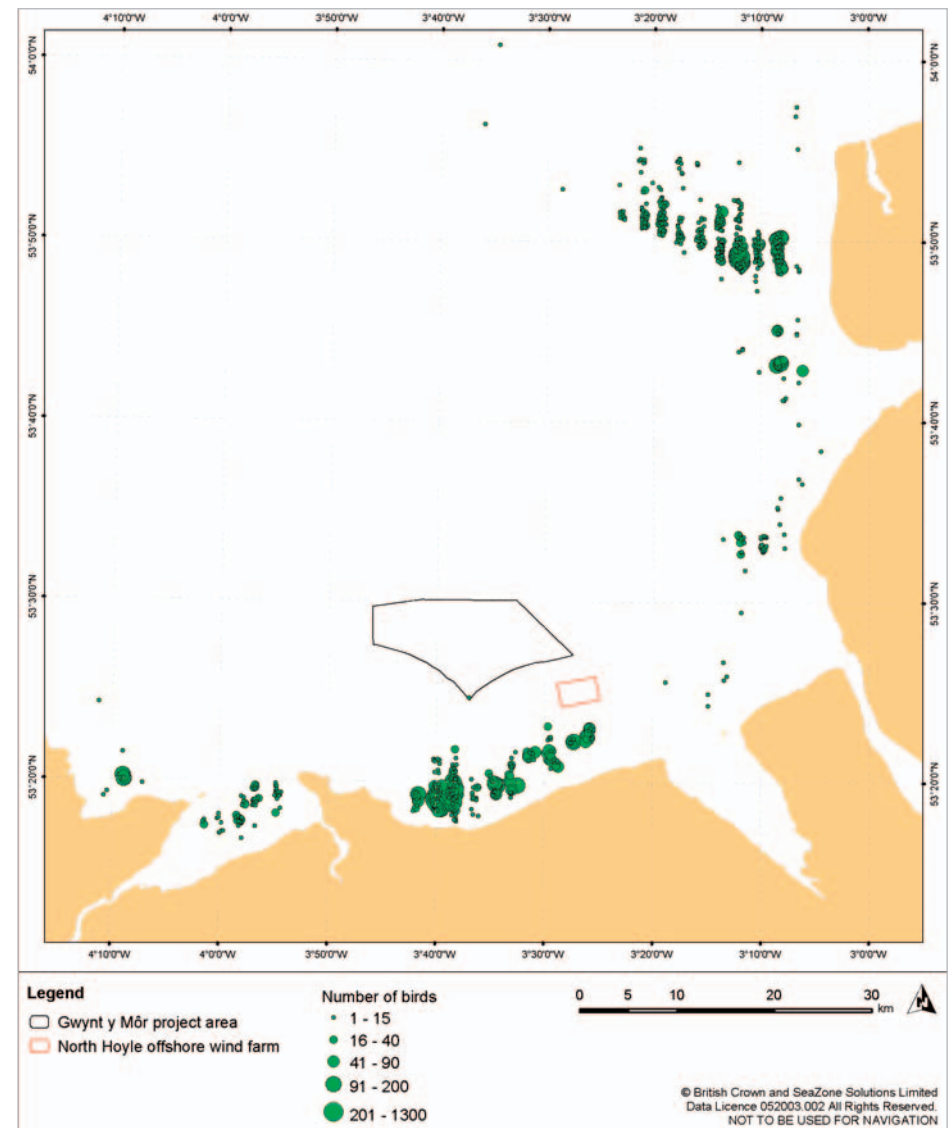 4°10'0"W 4°0'0"W 3°50'0"W 3°40'0"W 3°30'0"W 3°20'0"W 3°10'0"W 3°0'0"W
54°0'0"N 54°0'0"N
53°50'0"N 53°50'0"N
53°40'0"N 53°40'0"N
53°30'0"N 53°30'0"N
53°20'0"N 53°20'0"N
4°10'0"W 4°0'0"W 3°50'0"W 3°40'0"W 3°30'0"W 3°20'0"W 3°10'0"W 3°0'0"W
Legend
Gwynt y Môr project area
North Hoyle offshore wind farm
Number of birds
1 - 15
16 - 40
41 - 90
91 - 200
201 - 1300
0 5 10 20 30
km
N
© British Crown and SeaZone Solutions Limited
Data Licence 052003.002 All Rights Reserved.
NOT TO BE USED FOR NAVIGATION